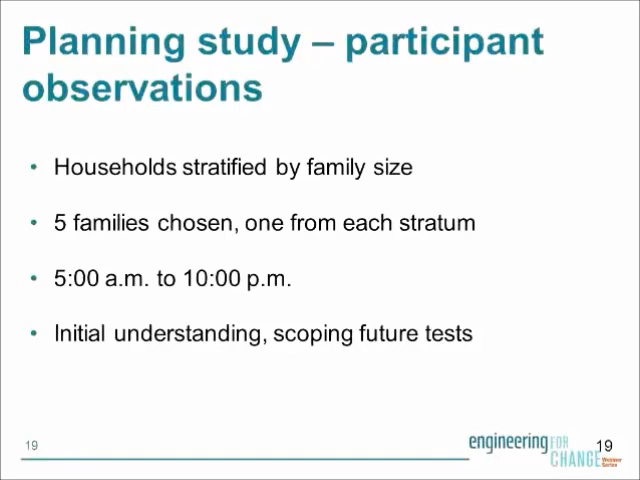 Planning study – participant
observations
• Households stratified by family size
• 5 families chosen, one from each stratum
• 5:00 a.m. to 10:00 p.m.
• Initial understanding, scoping future tests
19
engineering FOR
CHANGE
Webinar
Series
19